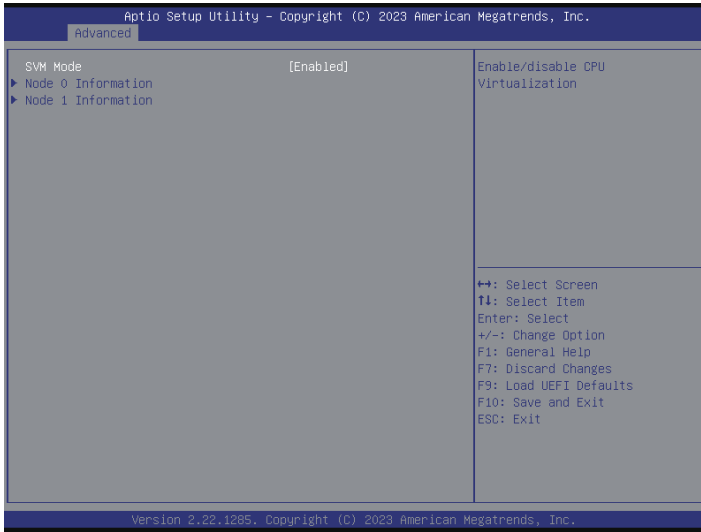 Aptio Setup Utility – Copyright (C) 2023 American Megatrends, Inc.
Advanced
SVM Mode [Enabled]
Node 0 Information
Node 1 Information
Enable/disable CPU
Virtualization
↔: Select Screen
↑↓: Select Item
Enter: Select
+/-: Change Option
F1: General Help
F7: Discard Changes
F9: Load UEFI Defaults
F10: Save and Exit
ESC: Exit
Version 2.22.1285. Copyright (C) 2023 American Megatrends, Inc.